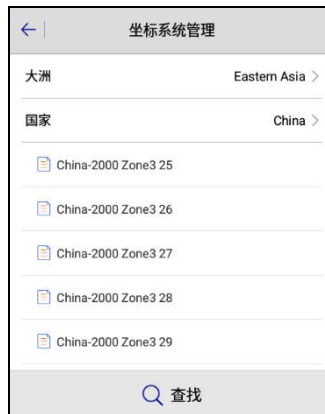 坐标系统管理
大洲 Eastern Asia
国家 China
China-2000 Zone3 25
China-2000 Zone3 26
China-2000 Zone3 27
China-2000 Zone3 28
China-2000 Zone3 29
查找